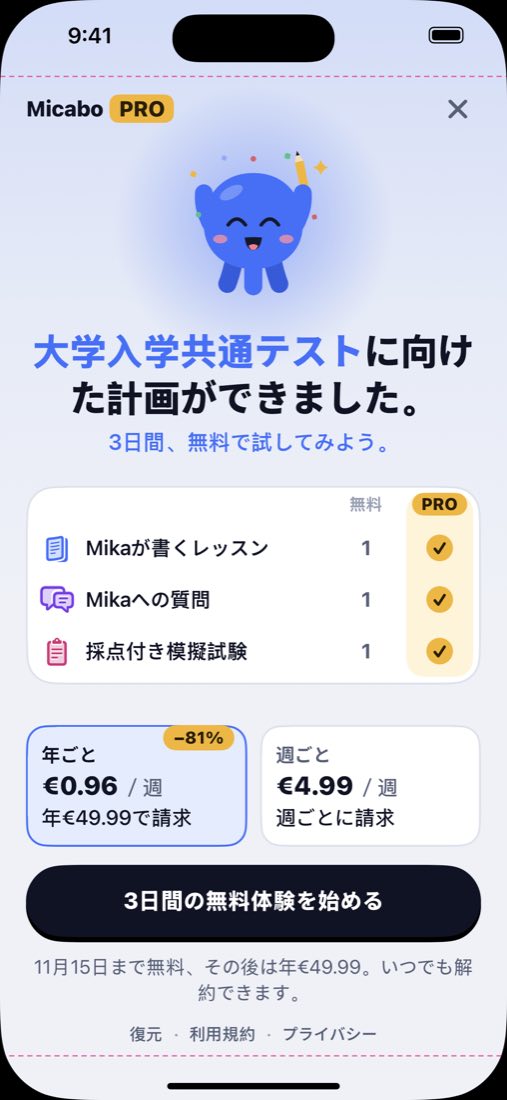 9:41
Micabo PRO
大学入学共通テストに向け
た計画ができました。
3日間、無料で試してみよう。
無料 PRO
Mikaが書くレッスン 1
Mikaへの質問 1
採点付き模擬試験 1
−81%
年ごと
€0.96 / 週
年€49.99で請求
週ごと
€4.99 / 週
週ごとに請求
3日間の無料体験を始める
11月15日まで無料、その後は年€49.99。いつでも解
約できます。
復元 · 利用規約 · プライバシー